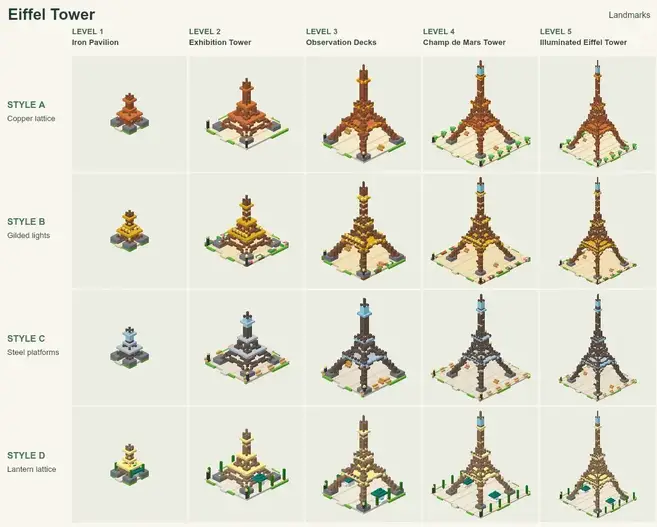 Eiffel Tower
Landmarks
LEVEL 1
Iron Pavilion
LEVEL 2
Exhibition Tower
LEVEL 3
Observation Decks
LEVEL 4
Champ de Mars Tower
LEVEL 5
Illuminated Eiffel Tower
STYLE A
Copper lattice
STYLE B
Gilded lights
STYLE C
Steel platforms
STYLE D
Lantern lattice